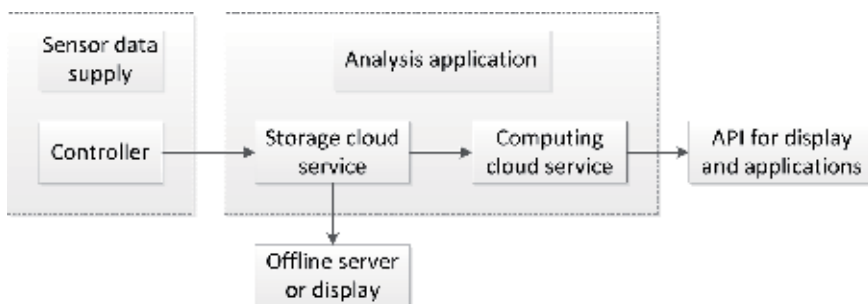 Sensor data
supply
Analysis application
Controller
Storage cloud
service
Computing
cloud service
API for display
and applications
Offline server
or display